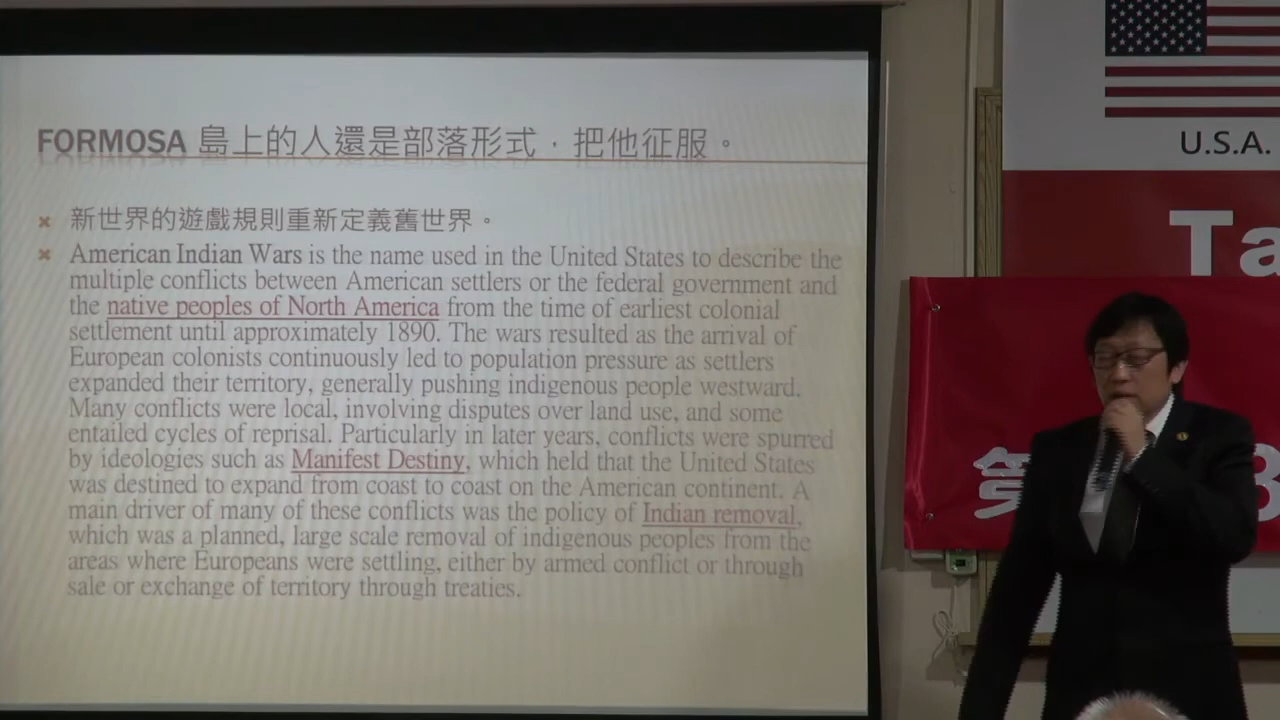 FORMOSA 島上的人還是部落形式，把他征服。
新世界的遊戲規則重新定義舊世界。
American Indian Wars is the name used in the United States to describe the
multiple conflicts between American settlers or the federal government and
the native peoples of North America from the time of earliest colonial
settlement until approximately 1890. The wars resulted as the arrival of
European colonists continuously led to population pressure as settlers
expanded their territory, generally pushing indigenous people westward.
Many conflicts were local, involving disputes over land use, and some
entailed cycles of reprisal. Particularly in later years, conflicts were spurred
by ideologies such as Manifest Destiny, which held that the United States
was destined to expand from coast to coast on the American continent. A
main driver of many of these conflicts was the policy of Indian removal,
which was a planned, large scale removal of indigenous peoples from the
areas where Europeans were settling, either by armed conflict or through
sale or exchange of territory through treaties.
U.S.A.
Ta
第